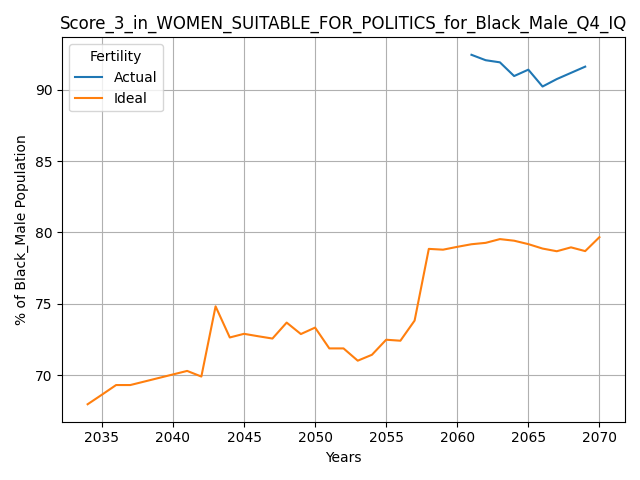 Score_3_in_WOMEN_SUITABLE_FOR_POLITICS_for_Black_Male_Q4_IQ
Fertility
Actual
Ideal
% of Black_Male Population
90
85
80
75
70
2035 2040 2045 2050 2055 2060 2065 2070
Years